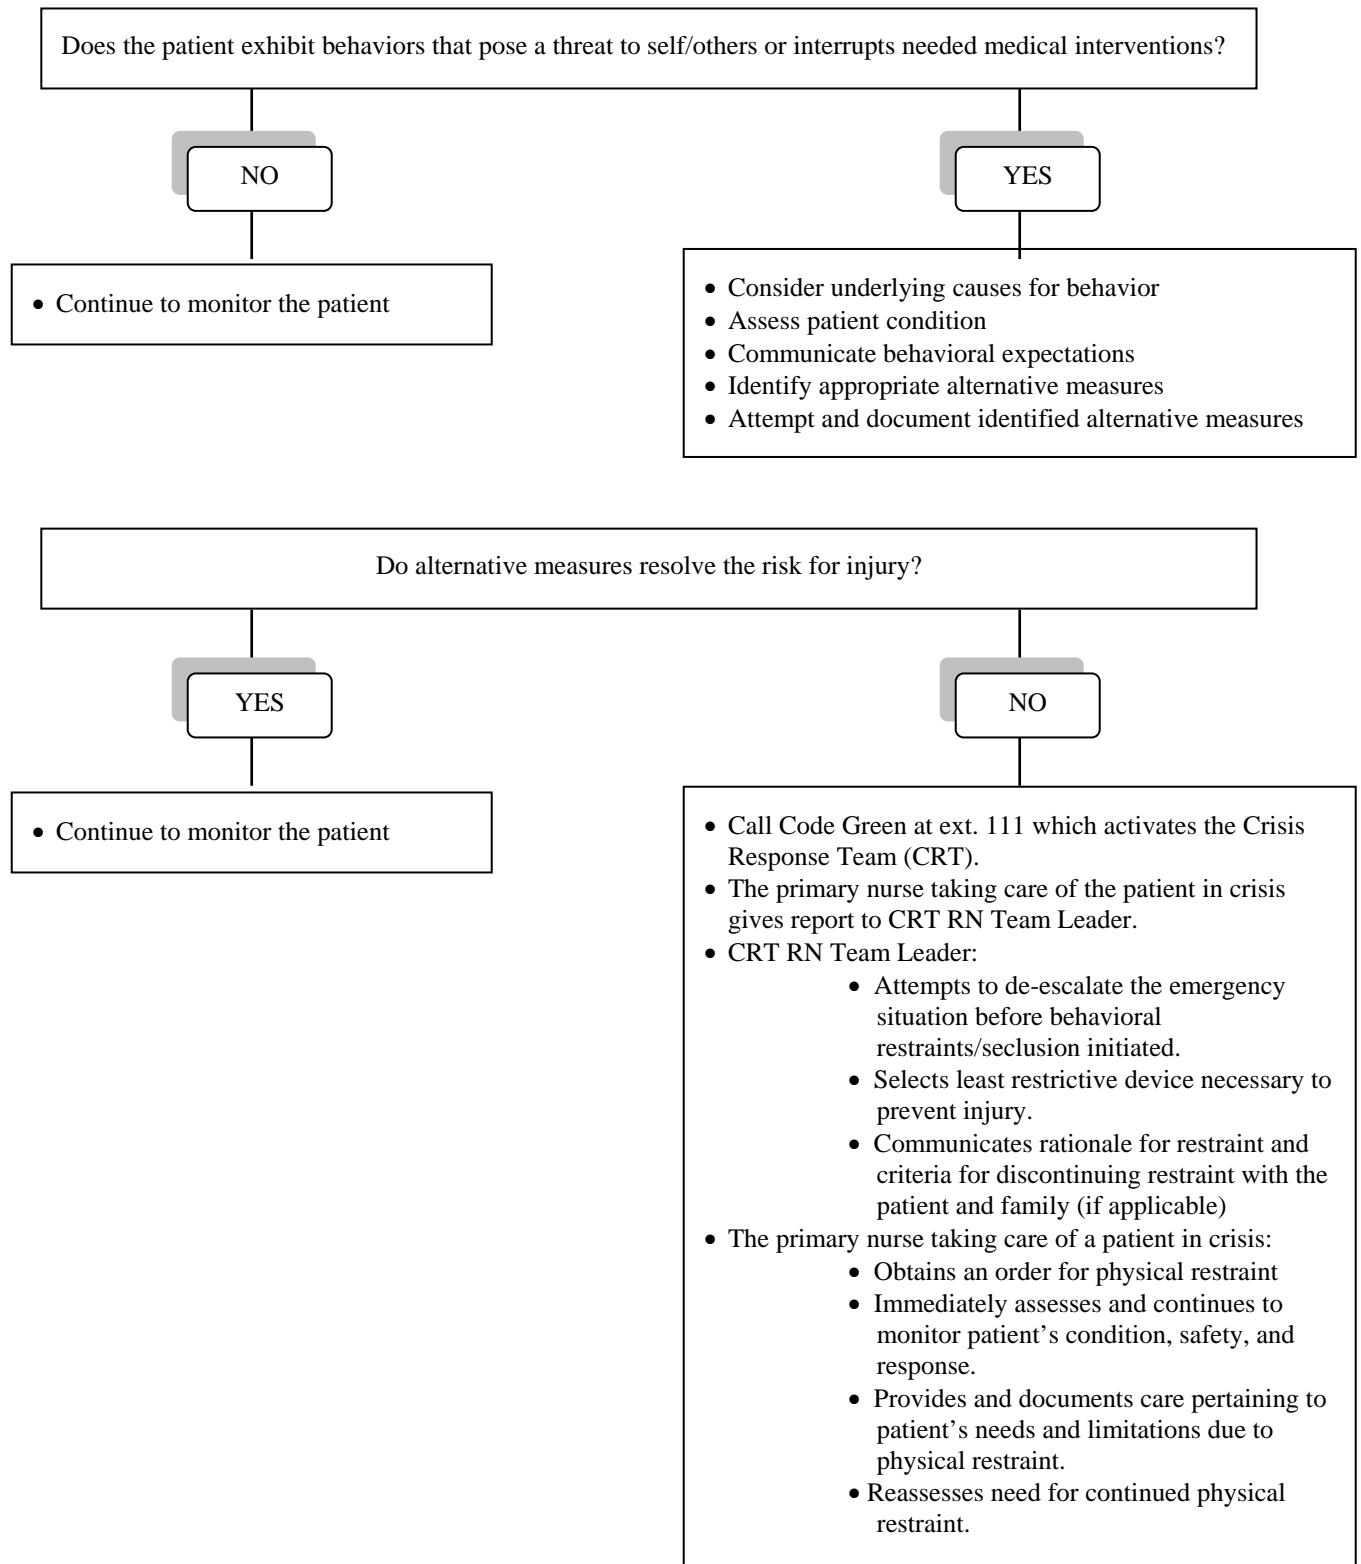 Does the patient exhibit behaviors that pose a threat to self/others or interrupts needed medical interventions?
NO
YES
• Continue to monitor the patient
• Consider underlying causes for behavior
• Assess patient condition
• Communicate behavioral expectations
• Identify appropriate alternative measures
• Attempt and document identified alternative measures
Do alternative measures resolve the risk for injury?
YES
NO
• Continue to monitor the patient
• Call Code Green at ext. 111 which activates the Crisis
Response Team (CRT).
• The primary nurse taking care of the patient in crisis
gives report to CRT RN Team Leader.
• CRT RN Team Leader:
• Attempts to de-escalate the emergency
situation before behavioral
restraints/seclusion initiated.
• Selects least restrictive device necessary to
prevent injury.
• Communicates rationale for restraint and
criteria for discontinuing restraint with the
patient and family (if applicable)
• The primary nurse taking care of a patient in crisis:
• Obtains an order for physical restraint
• Immediately assesses and continues to
monitor patient’s condition, safety, and
response.
• Provides and documents care pertaining to
patient’s needs and limitations due to
physical restraint.
• Reassesses need for continued physical
restraint.